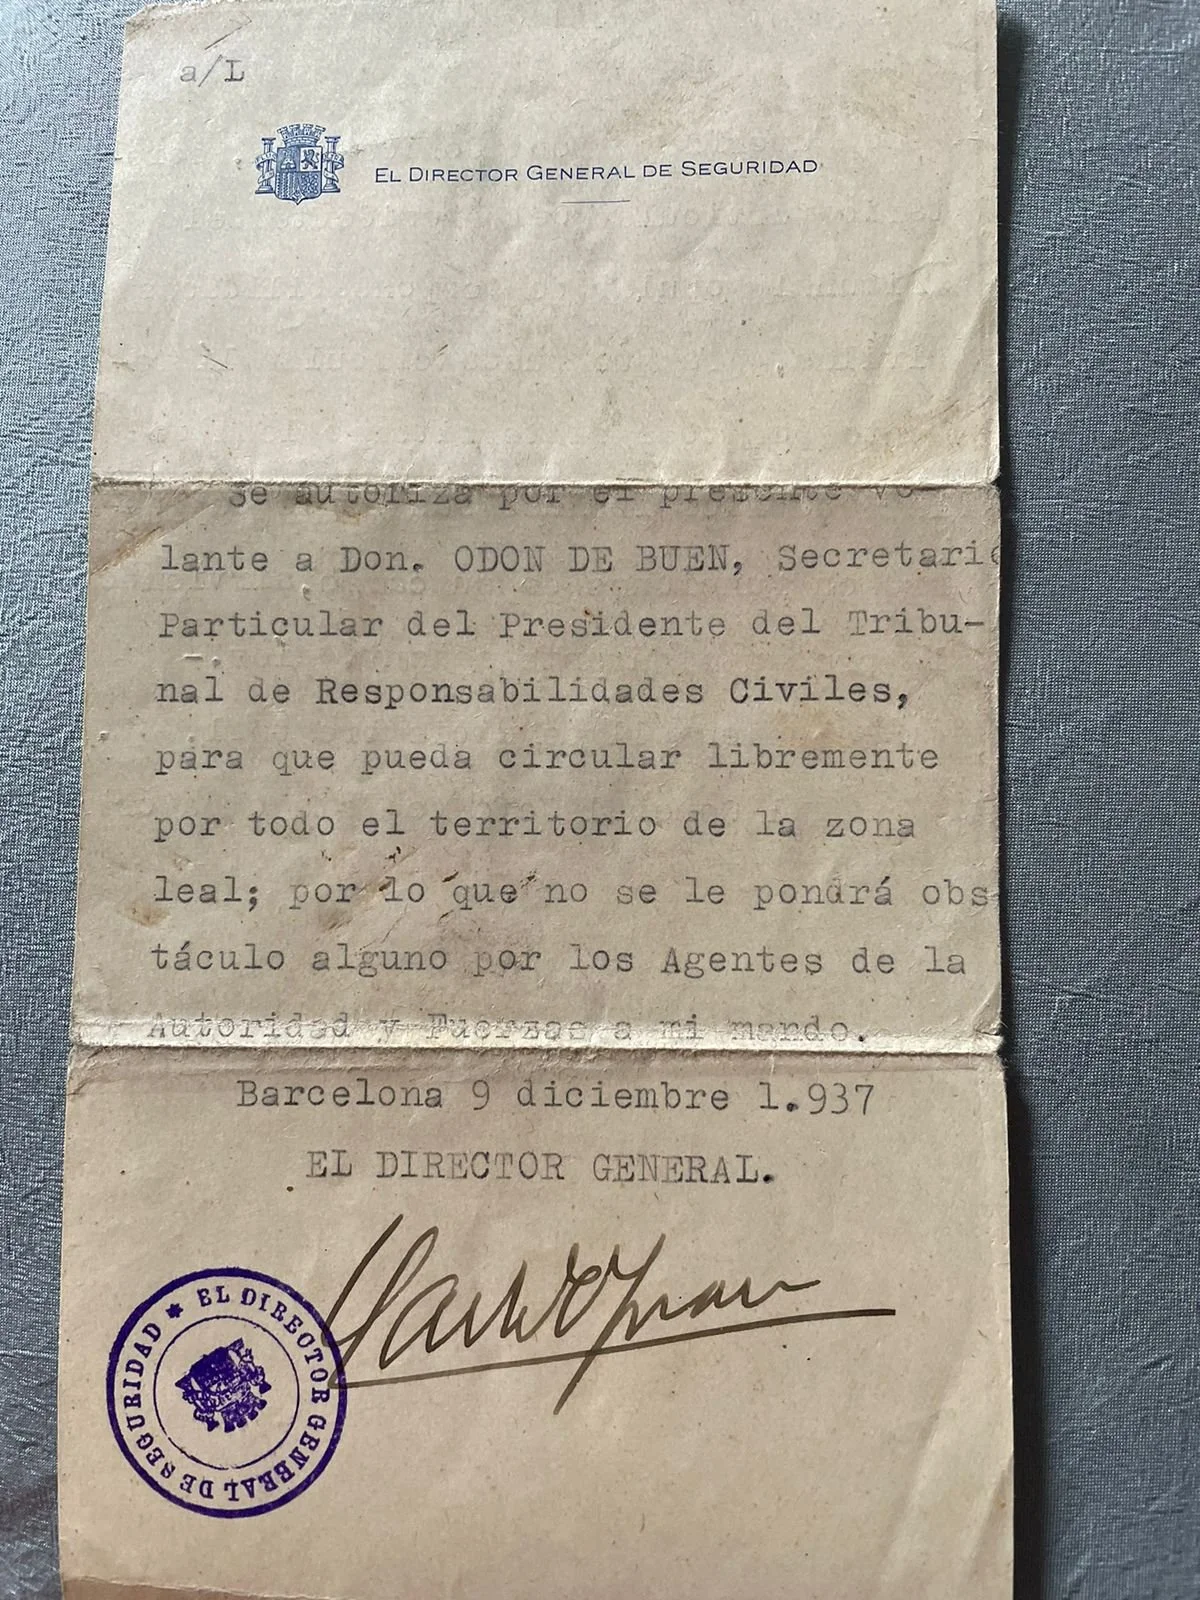 a/L
EL DIRECTOR GENERAL DE SEGURIDAD
Se autoriza por el presente vo-
lante a Don. ODON DE BUEN, Secretario
Particular del Presidente del Tribu-
nal de Responsabilidades Civiles,
para que pueda circular libremente
por todo el territorio de la zona
leal; por lo que no se le pondrá obs-
táculo alguno por los Agentes de la
Autoridad y Fuerzas a mi mando.
Barcelona 9 diciembre 1.937
EL DIRECTOR GENERAL.
* EL DIRECTOR GENERAL DE SEGURIDAD